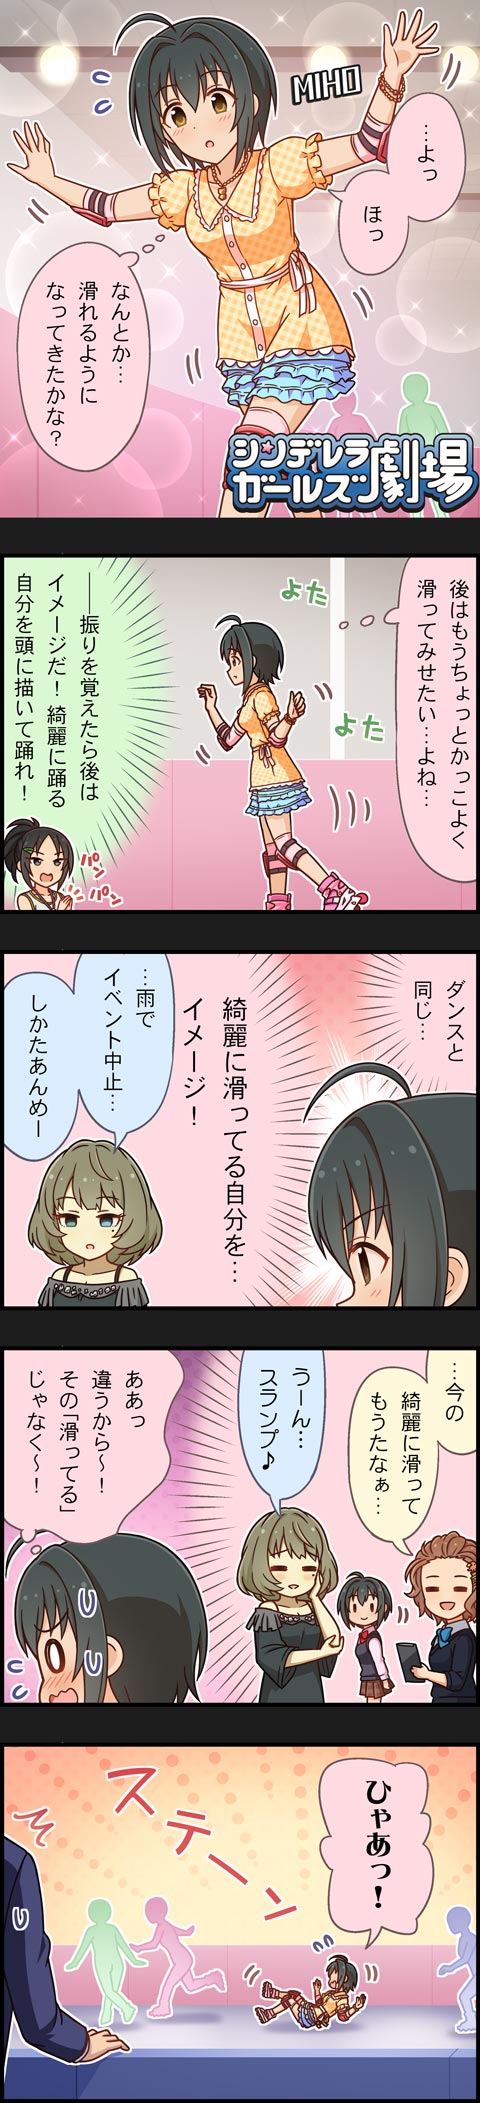 MIHO
…よっ
ほっ
なんとか…
滑れるように
なってきたかな？
シンデレラ
ガールズ劇場
後はもうちょっとかっこよく
滑ってみせたい…よね…
よた
よた
――振りを覚えたら後は
イメージだ！綺麗に踊る
自分を頭に描いて踊れ！
パン
パン
ダンスと
同じ…
綺麗に滑ってる自分を…
イメージ！
…雨で
イベント中止…
しかたあんめー
…今の
綺麗に滑って
もうたなぁ…
うーん…
スランプ♪
ああっ
違うから～！
その「滑ってる」
じゃなく～！
ひゃあっ！
ステーン